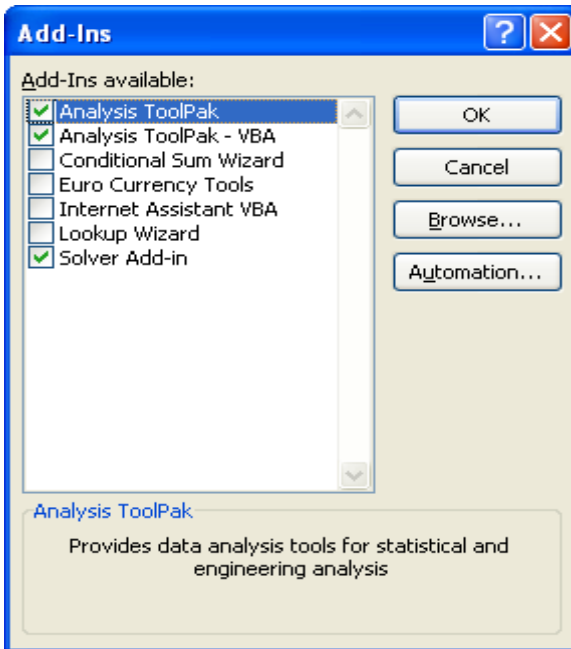 Add-Ins
Add-Ins available:
Analysis ToolPak
Analysis ToolPak - VBA
Conditional Sum Wizard
Euro Currency Tools
Internet Assistant VBA
Lookup Wizard
Solver Add-in
OK
Cancel
Browse...
Automation...
Analysis ToolPak
Provides data analysis tools for statistical and
engineering analysis